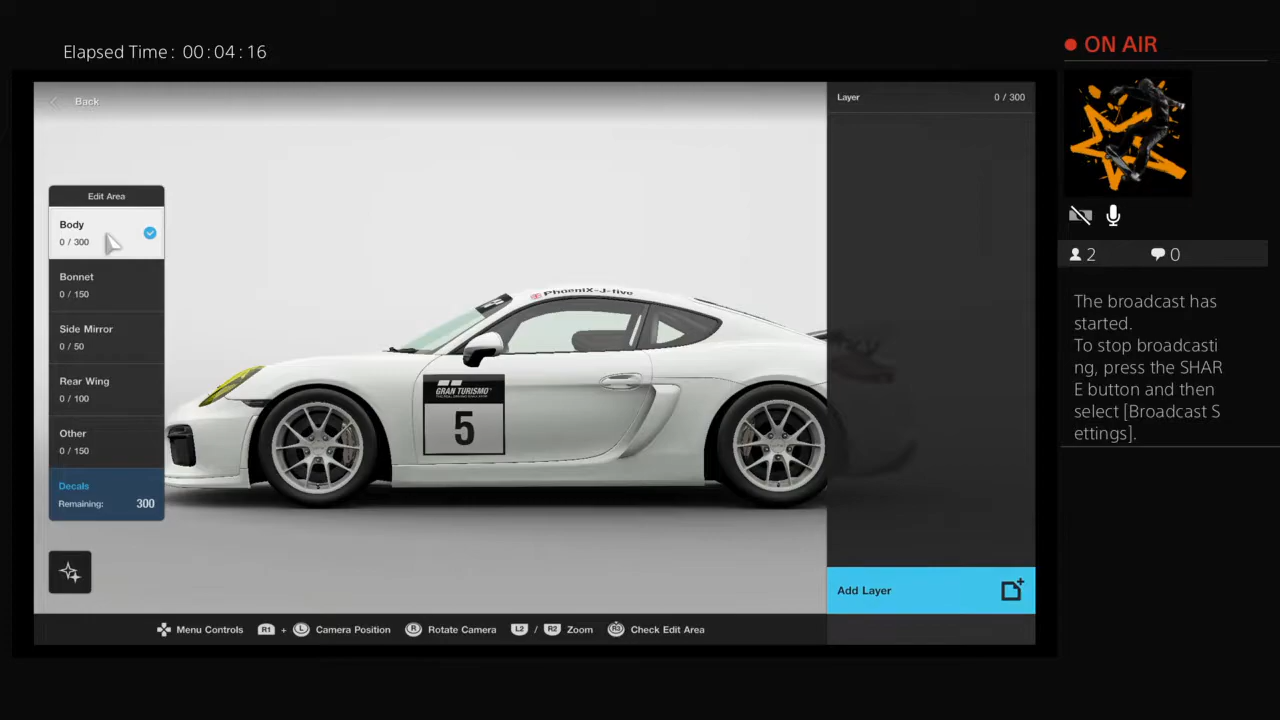 Elapsed Time: 00:04:16
ON AIR
Back
Layer 0 / 300
Edit Area
Body
0 / 300
Bonnet
0 / 150
Side Mirror
0 / 50
Rear Wing
0 / 100
Other
0 / 150
Decals
Remaining: 300
PhoeniX-J-five
GRAN TURISMO
5
2 0
The broadcast has
started.
To stop broadcasti
ng, press the SHAR
E button and then
select [Broadcast S
ettings].
Add Layer
Menu Controls R1 + L Camera Position R Rotate Camera L2 / R2 Zoom R3 Check Edit Area